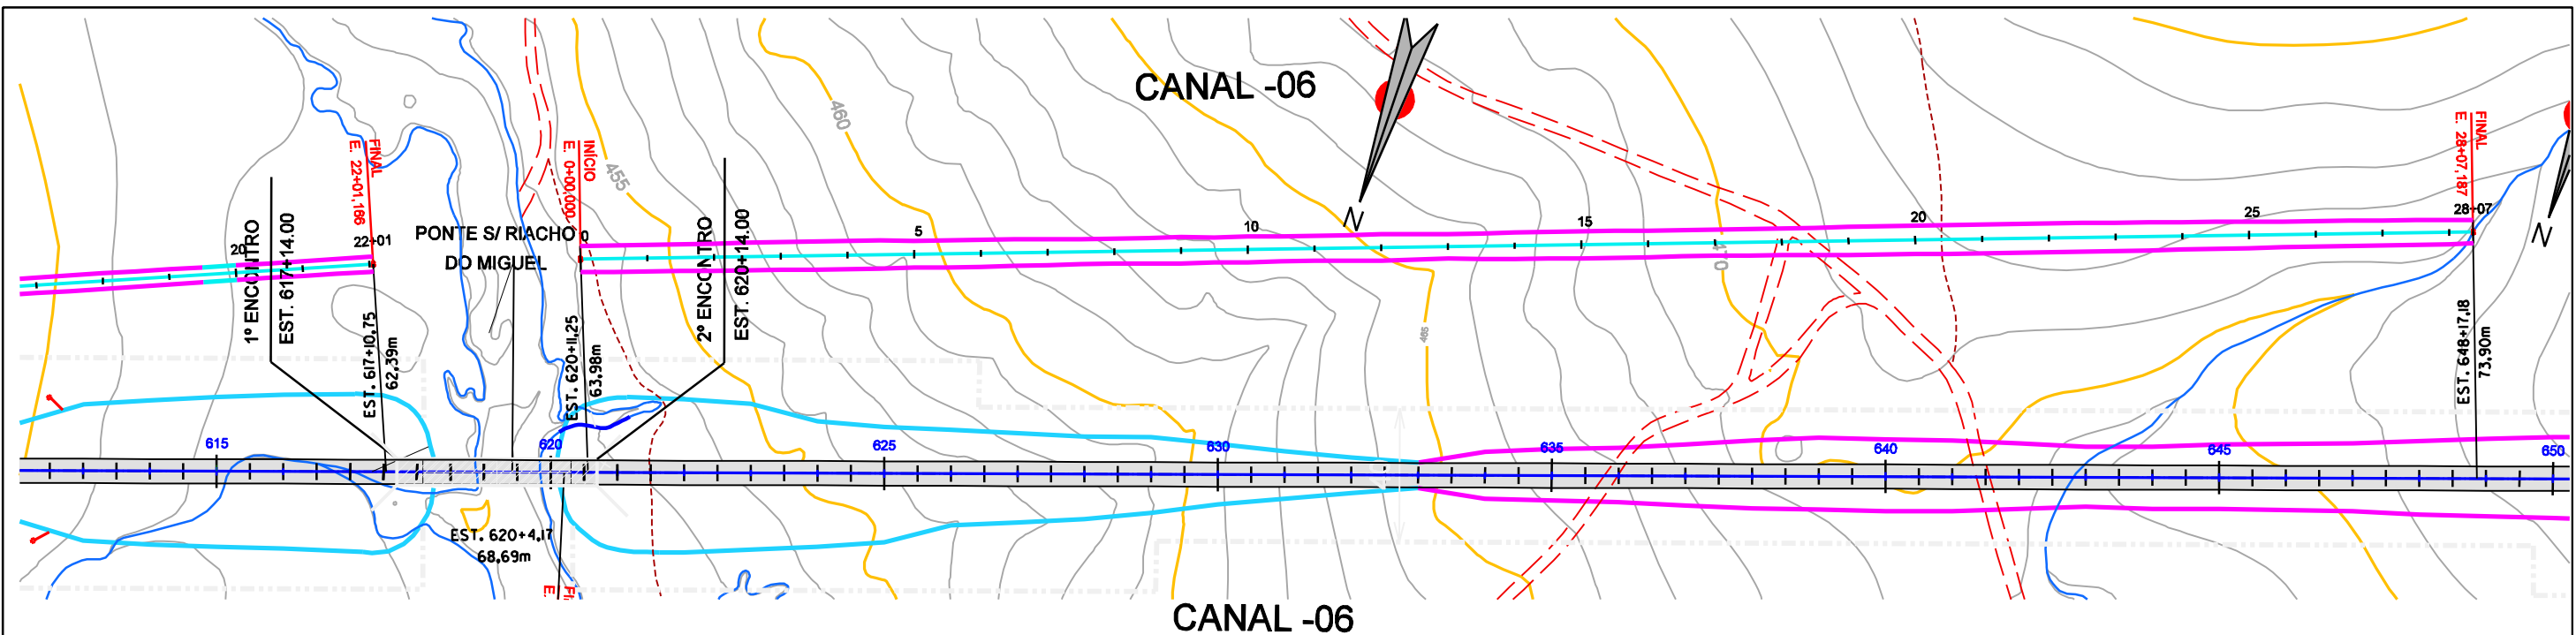 CANAL -06
460
455
465
FINAL
E. 22+01,166
INÍCIO
E. 0+00,000
FINAL
E. 28+07,187
N
N
1º ENCONTRO
EST. 617+14.00
PONTE S/ RIACHO
DO MIGUEL
2º ENCONTRO
EST. 620+14.00
20
22+01
0
5
10
15
20
25
28+07
EST. 617+10,75
62,39m
EST. 620+11,25
63,98m
EST. 648+17,18
73,90m
615
620
625
630
635
640
645
650
EST. 620+4,17
68,69m
E.
CANAL -06